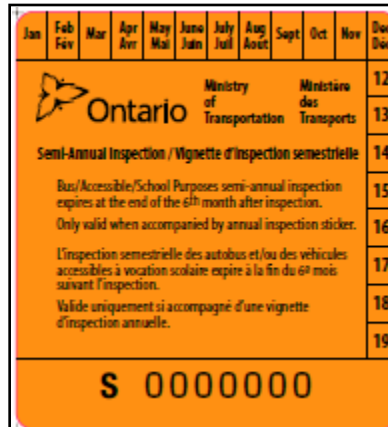 Jan Feb Mar Apr May June July Aug Sept Oct Nov Dec
Fév Avr Mai Juin Juil Août Déc
12
13
14
15
16
17
18
19
Ontario
Ministry of Transportation
Ministère des Transports
Semi-Annual Inspection / Vignette d'inspection semestrielle
Bus/Accessible/School Purposes semi-annual inspection
expires at the end of the 6th month after inspection.
Only valid when accompanied by annual inspection sticker.
L'inspection semestrielle des autobus et/ou des véhicules
accessibles à vocation scolaire expire à la fin du 6e mois
suivant l'inspection.
Valide uniquement si accompagné d'une vignette
d'inspection annuelle.
S 0000000